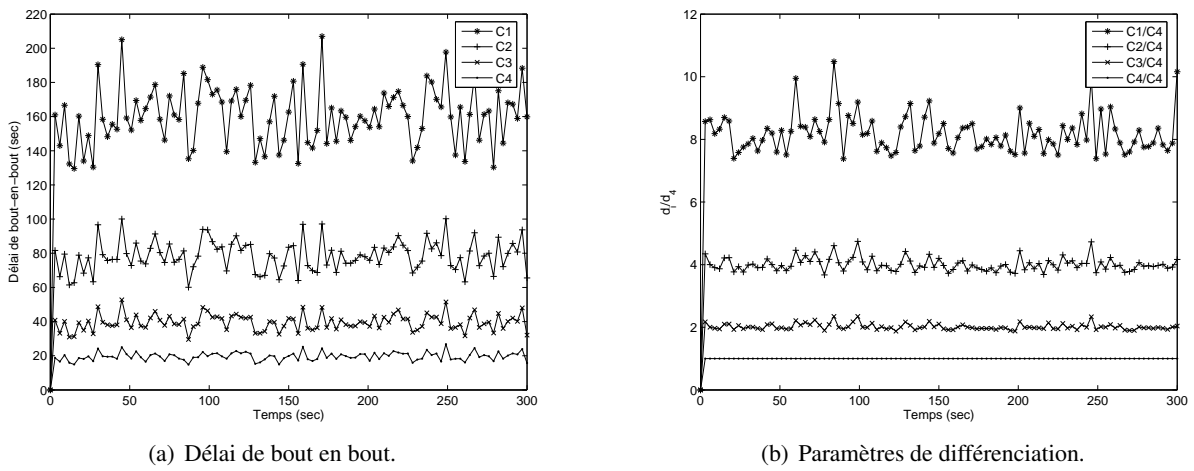 220
200
180
160
140
120
100
80
60
40
20
0
0 50 100 150 200 250 300
Délai de bout−en−bout (sec)
Temps (sec)
C1
C2
C3
C4
(a) Délai de bout en bout.
12
10
8
6
4
2
0
0 50 100 150 200 250 300
d_i/d_4
Temps (sec)
C1/C4
C2/C4
C3/C4
C4/C4
(b) Paramètres de différenciation.